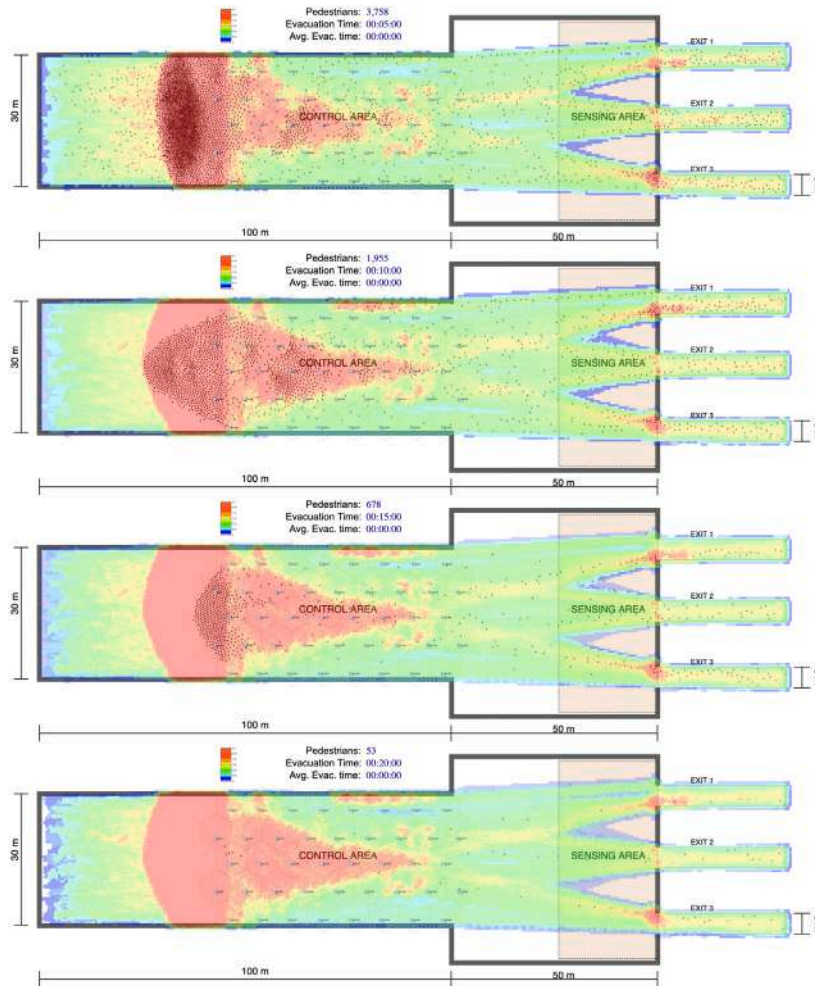 Pedestrians: 3,758
Evacuation Time: 00:05:00
Avg. Evac. time: 00:00:00
EXIT 1
30 m
CONTROL AREA
SENSING AREA
EXIT 2
EXIT 3
100 m
50 m
Pedestrians: 1,955
Evacuation Time: 00:10:00
Avg. Evac. time: 00:00:00
EXIT 1
30 m
CONTROL AREA
SENSING AREA
EXIT 2
EXIT 3
100 m
50 m
Pedestrians: 678
Evacuation Time: 00:15:00
Avg. Evac. time: 00:00:00
EXIT 1
30 m
CONTROL AREA
SENSING AREA
EXIT 2
EXIT 3
100 m
50 m
Pedestrians: 53
Evacuation Time: 00:20:00
Avg. Evac. time: 00:00:00
EXIT 1
30 m
CONTROL AREA
SENSING AREA
EXIT 2
EXIT 3
100 m
50 m